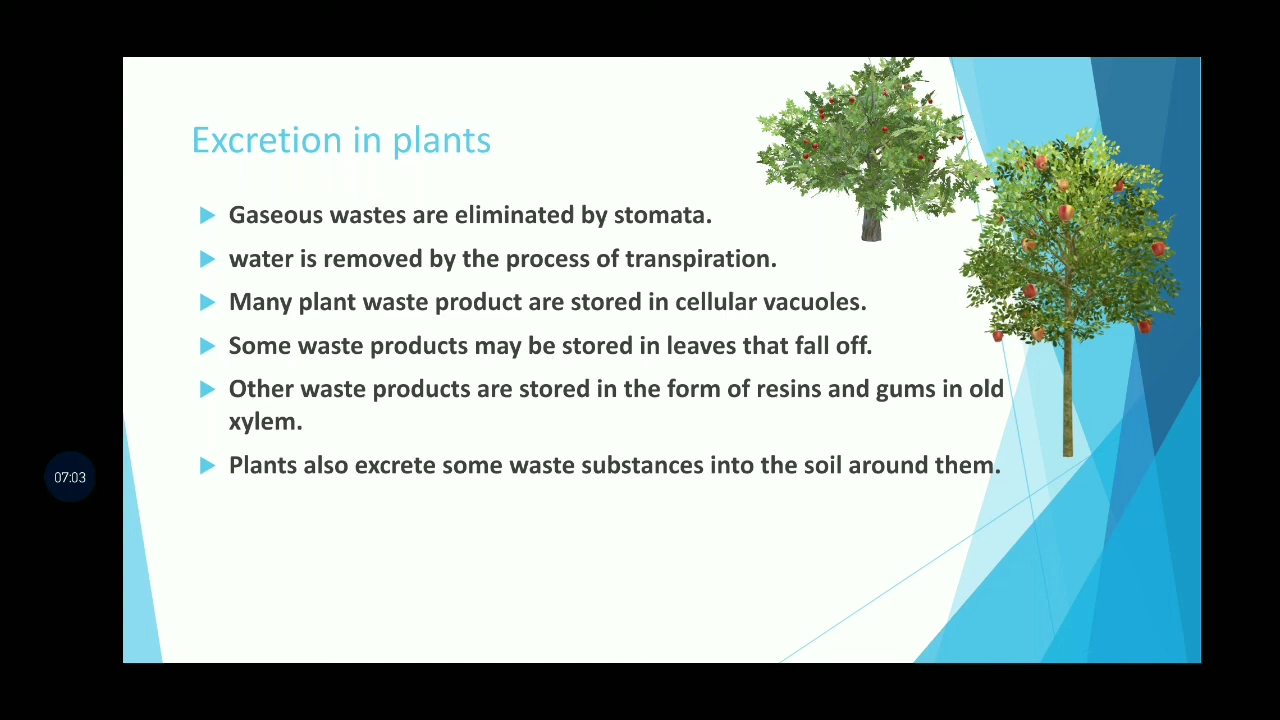 Excretion in plants
Gaseous wastes are eliminated by stomata.
water is removed by the process of transpiration.
Many plant waste product are stored in cellular vacuoles.
Some waste products may be stored in leaves that fall off.
Other waste products are stored in the form of resins and gums in old
xylem.
Plants also excrete some waste substances into the soil around them.
07:03